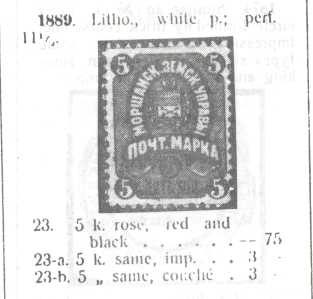 1889. Litho., white p.; perf.
11½.
5 5
МОРШАНСК. ЗЕМСК. УПРАВЫ
ПОЧТ. МАРКА
5 5
23. 5 k. rose, red and
black . . . . . . -- 75
23-a. 5 k. same, imp. . . 3 -
23-b. 5 „ same, couché . 3 -